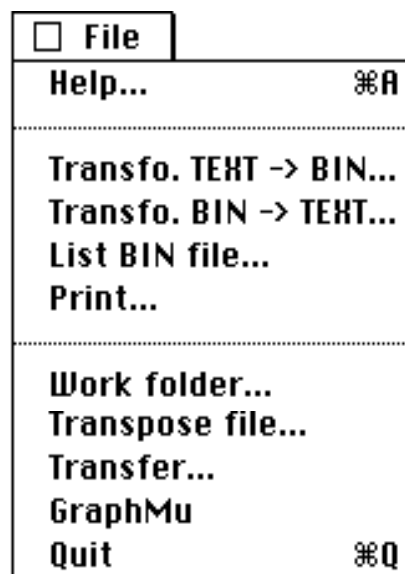 File
Help... ⌘A
Transfo. TEXT -> BIN...
Transfo. BIN -> TEXT...
List BIN file...
Print...
Work folder...
Transpose file...
Transfer...
GraphMu
Quit ⌘Q